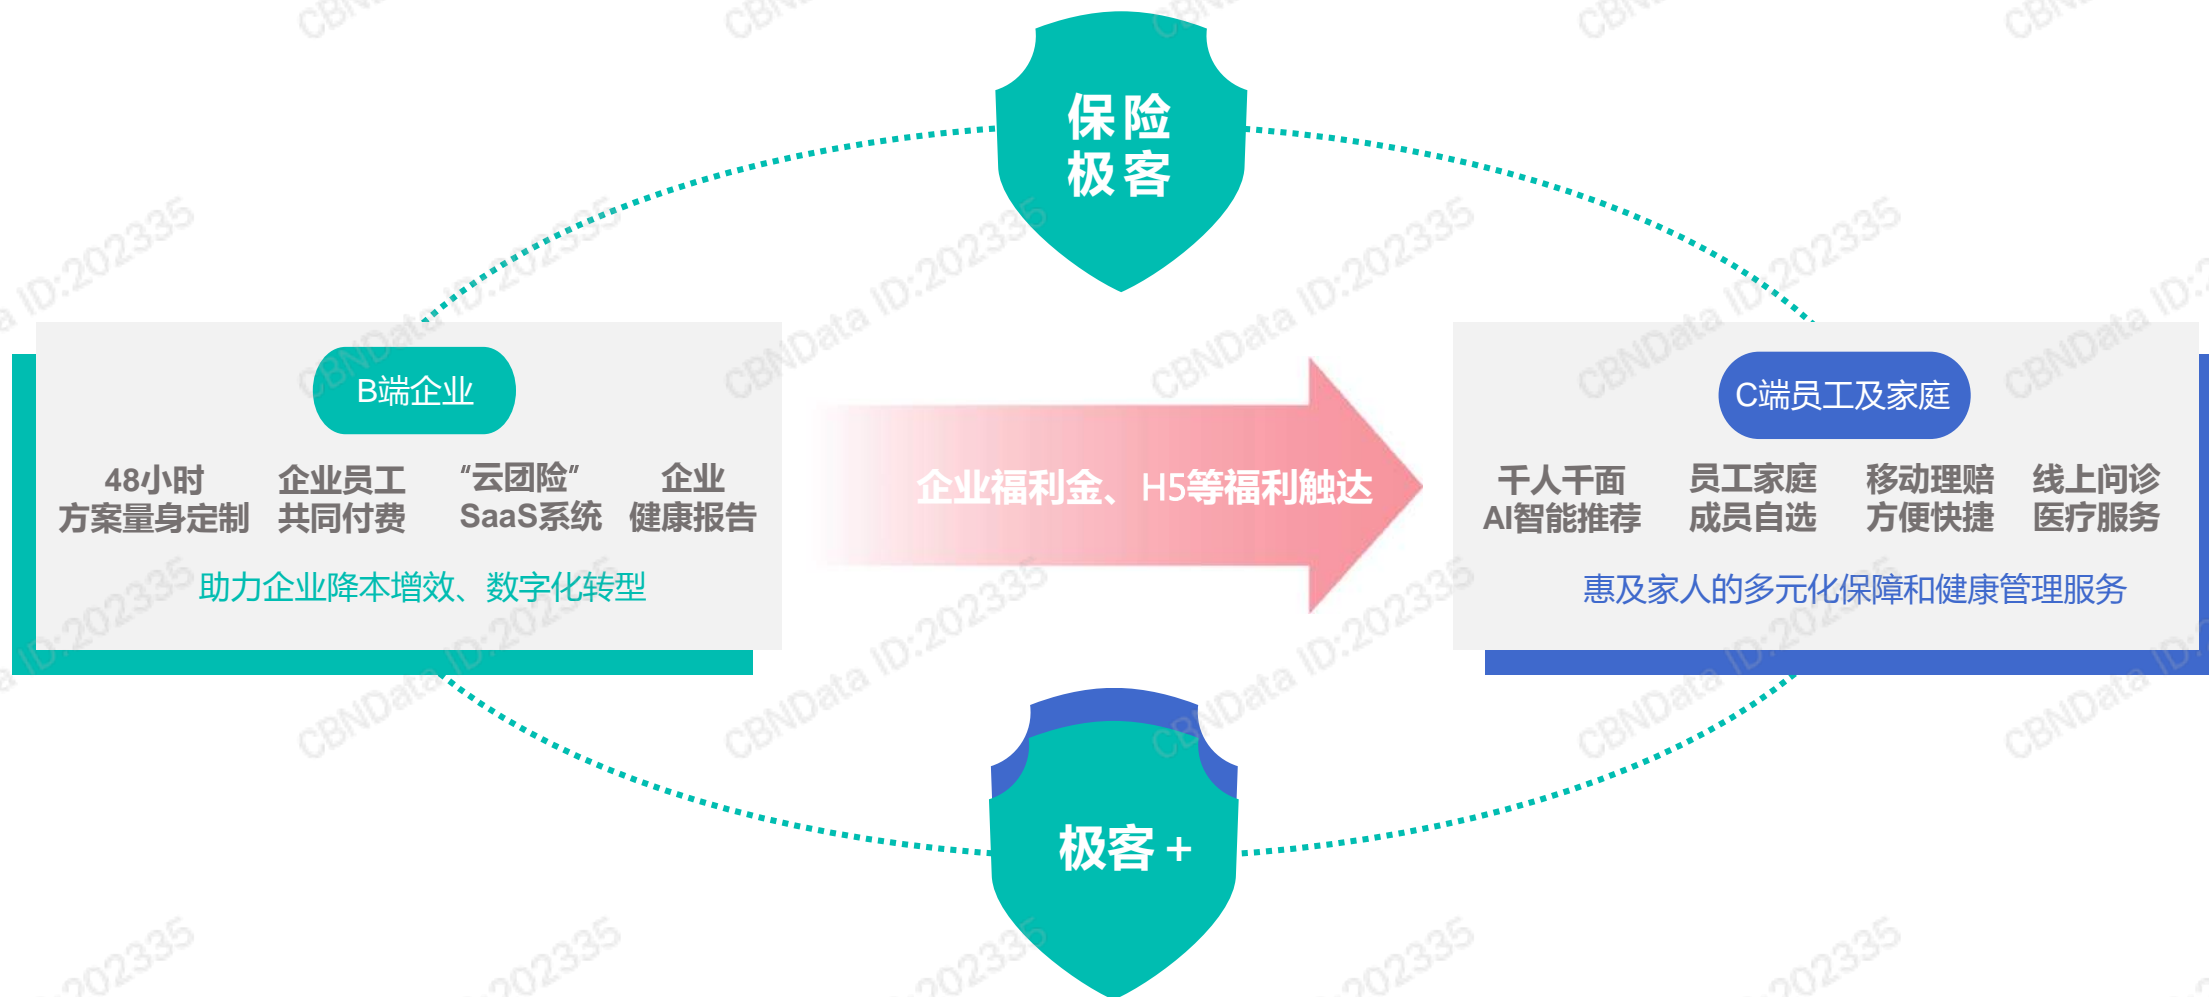 保险
极客
B端企业
48小时
方案量身定制
企业员工
共同付费
“云团险”
SaaS系统
企业
健康报告
助力企业降本增效、数字化转型
企业福利金、H5等福利触达
C端员工及家庭
千人千面
AI智能推荐
员工家庭
成员自选
移动理赔
方便快捷
线上问诊
医疗服务
惠及家人的多元化保障和健康管理服务
极客+
CBNData ID:202335